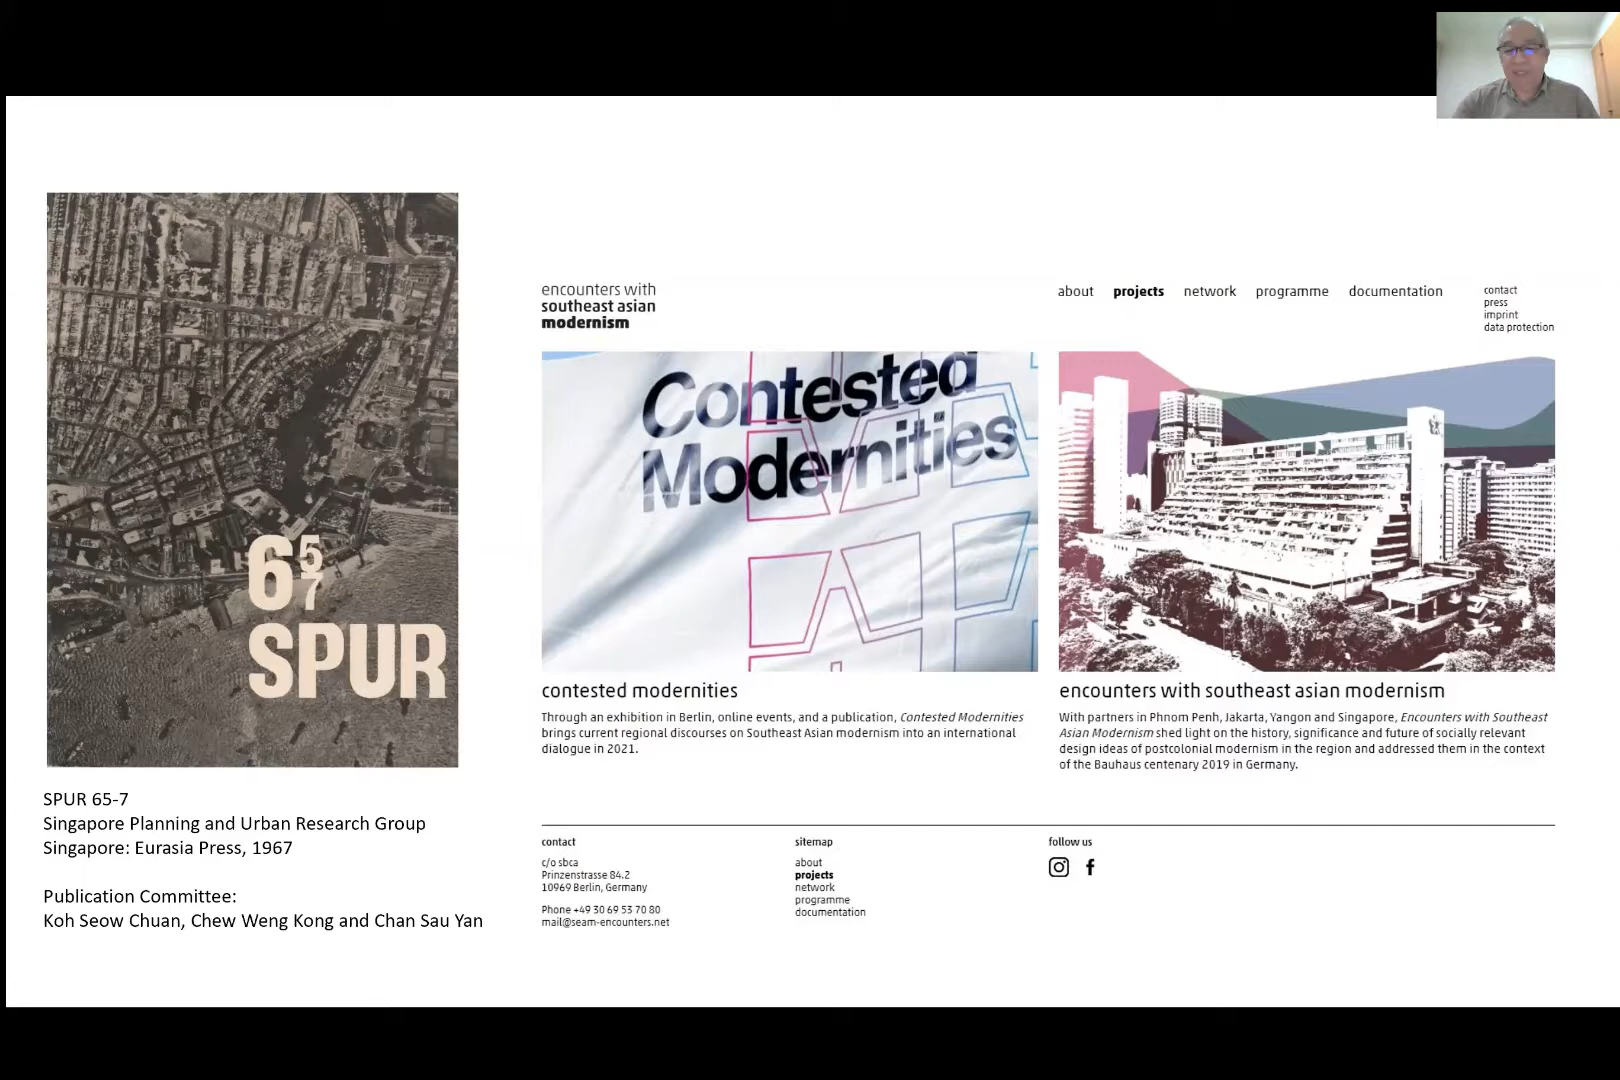 6 5/7
SPUR
SPUR 65-7
Singapore Planning and Urban Research Group
Singapore: Eurasia Press, 1967
Publication Committee:
Koh Seow Chuan, Chew Weng Kong and Chan Sau Yan
encounters with
southeast asian
modernism
about projects network programme documentation
contact
press
imprint
data protection
Contested
Modernities
contested modernities
Through an exhibition in Berlin, online events, and a publication, Contested Modernities
brings current regional discourses on Southeast Asian modernism into an international
dialogue in 2021.
encounters with southeast asian modernism
With partners in Phnom Penh, Jakarta, Yangon and Singapore, Encounters with Southeast
Asian Modernism shed light on the history, significance and future of socially relevant
design ideas of postcolonial modernism in the region and addressed them in the context
of the Bauhaus centenary 2019 in Germany.
contact
c/o sbca
Prinzenstrasse 84.2
10969 Berlin, Germany
Phone +49 30 69 53 70 80
mail@seam-encounters.net
sitemap
about
projects
network
programme
documentation
follow us